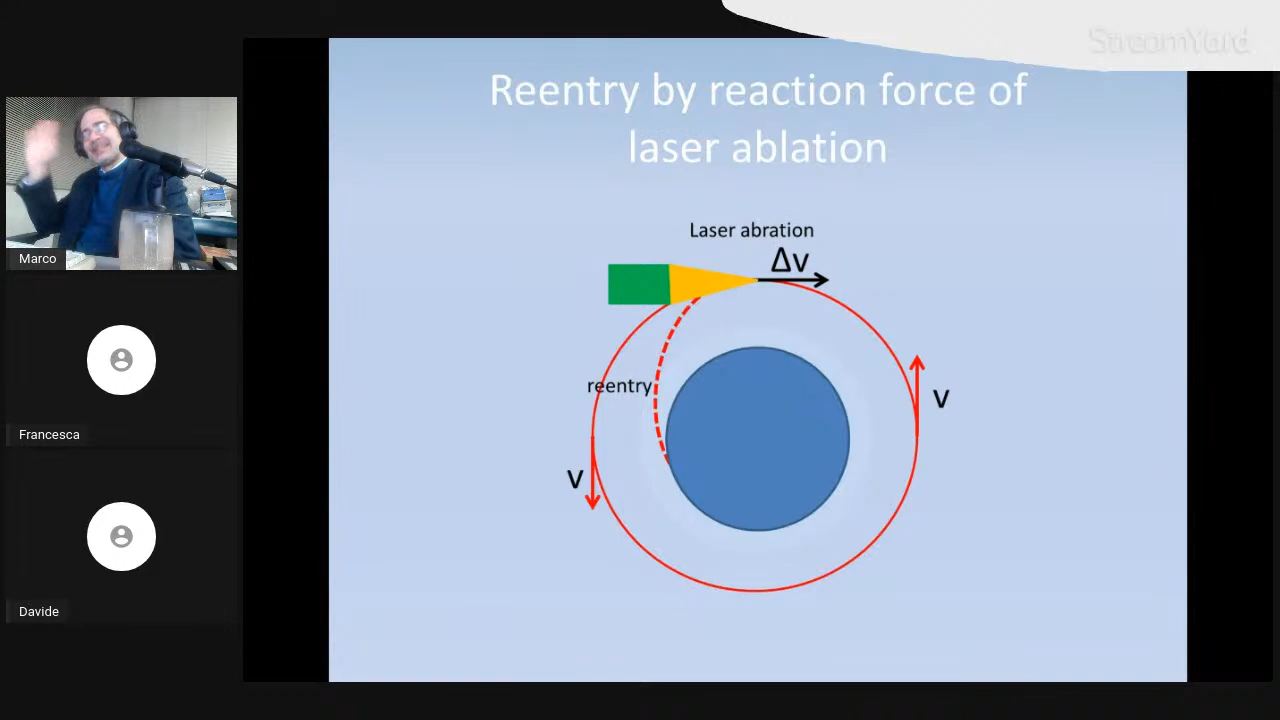 StreamYard
Reentry by reaction force of
laser ablation
Laser abration
Δv
reentry
v
v
Marco
Francesca
Davide